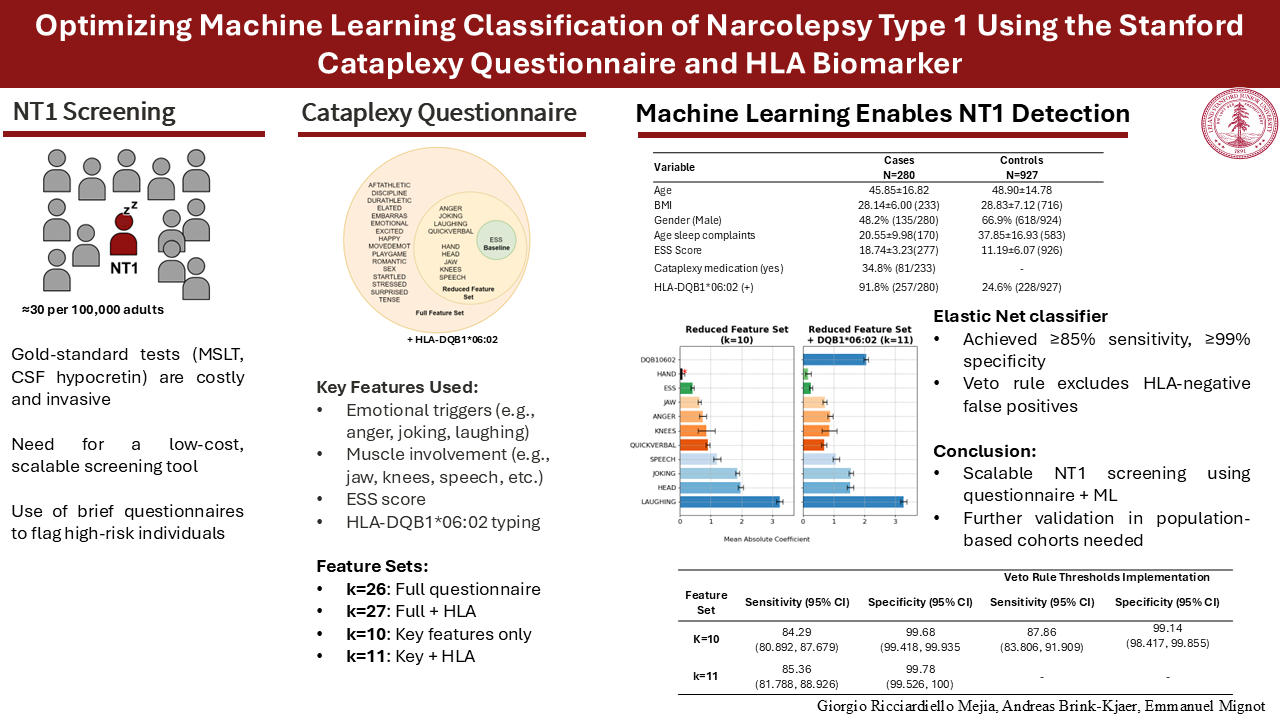 Optimizing Machine Learning Classification of Narcolepsy Type 1 Using the Stanford
Cataplexy Questionnaire and HLA Biomarker
NT1 Screening
z z
NT1
≈30 per 100,000 adults
Gold-standard tests (MSLT,
CSF hypocretin) are costly
and invasive
Need for a low-cost,
scalable screening tool
Use of brief questionnaires
to flag high-risk individuals
Cataplexy Questionnaire
AFTATHLETIC
DISCIPLINE
DURATHLETIC
ELATED
EMBARRAS
EMOTIONAL
EXCITED
HAPPY
MOVEDEMOT
PLAYGAME
ROMANTIC
SEX
STARTLED
STRESSED
SURPRISED
TENSE
Full Feature Set
ANGER
JOKING
LAUGHING
QUICKVERBAL
HAND
HEAD
JAW
KNEES
SPEECH
Reduced Feature
Set
ESS
Baseline
+ HLA-DQB1*06:02
Key Features Used:
• Emotional triggers (e.g.,
anger, joking, laughing)
• Muscle involvement (e.g.,
jaw, knees, speech, etc.)
• ESS score
• HLA-DQB1*06:02 typing
Feature Sets:
• k=26: Full questionnaire
• k=27: Full + HLA
• k=10: Key features only
• k=11: Key + HLA
Machine Learning Enables NT1 Detection
Variable Cases Controls
N=280 N=927
Age 45.85±16.82 48.90±14.78
BMI 28.14±6.00 (233) 28.83±7.12 (716)
Gender (Male) 48.2% (135/280) 66.9% (618/924)
Age sleep complaints 20.55±9.98(170) 37.85±16.93 (583)
ESS Score 18.74±3.23(277) 11.19±6.07 (926)
Cataplexy medication (yes) 34.8% (81/233) -
HLA-DQB1*06:02 (+) 91.8% (257/280) 24.6% (228/927)
Reduced Feature Set
(k=10)
Reduced Feature Set
+ DQB1*06:02 (k=11)
DQB10602
HAND *
ESS
JAW
ANGER
KNEES
QUICKVERBAL
SPEECH
JOKING
HEAD
LAUGHING
0 1 2 3 0 1 2 3
Mean Absolute Coefficient
Elastic Net classifier
• Achieved ≥85% sensitivity, ≥99%
specificity
• Veto rule excludes HLA-negative
false positives
Conclusion:
• Scalable NT1 screening using
questionnaire + ML
• Further validation in population-
based cohorts needed
Veto Rule Thresholds Implementation
Feature
Set Sensitivity (95% CI) Specificity (95% CI) Sensitivity (95% CI) Specificity (95% CI)
K=10 84.29 99.68 87.86 99.14
(80.892, 87.679) (99.418, 99.935 (83.806, 91.909) (98.417, 99.855)
k=11 85.36 99.78 - -
(81.788, 88.926) (99.526, 100)
Giorgio Ricciardiello Mejia, Andreas Brink-Kjaer, Emmanuel Mignot